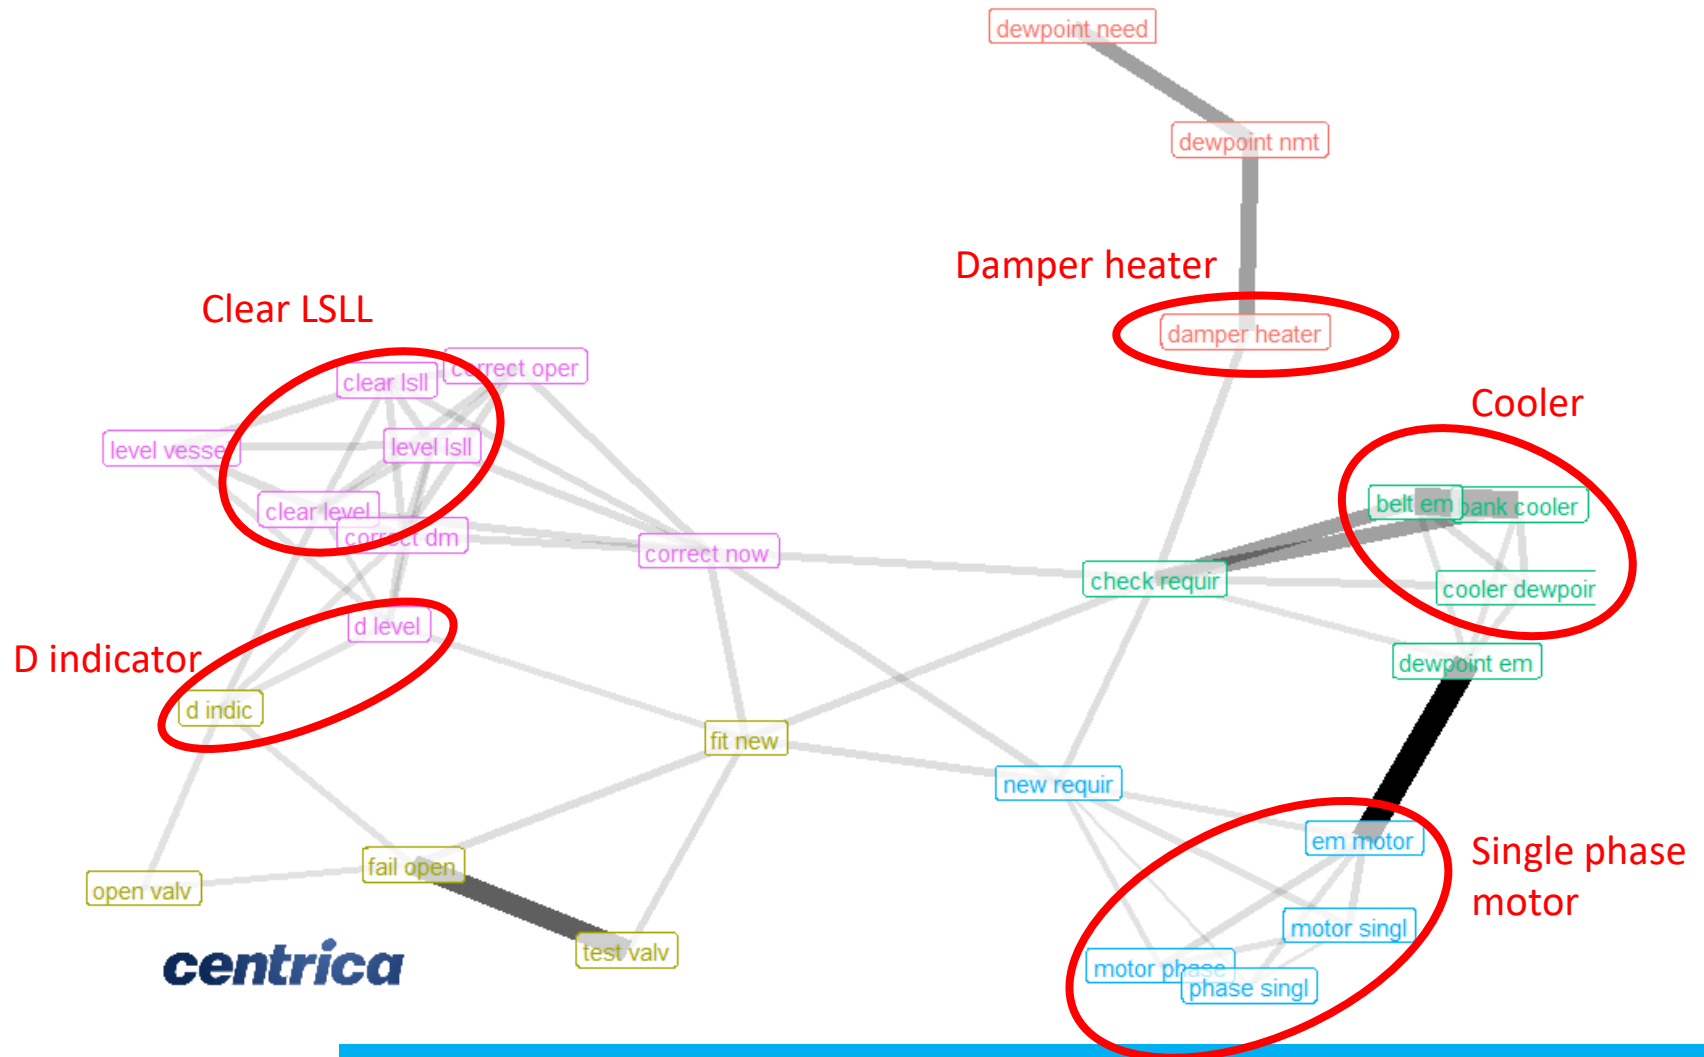 dewpoint need
dewpoint nmt
Damper heater
damper heater
Clear LSLL
clear lsll
correct oper
level vessel
level lsll
clear level
correct dm
correct now
Cooler
belt em
bank cooler
check requir
cooler dewpoir
dewpoint em
d level
D indicator
d indic
fit new
new requir
em motor
Single phase
motor
fail open
open valv
test valv
motor singl
motor phase
phase singl
centrica